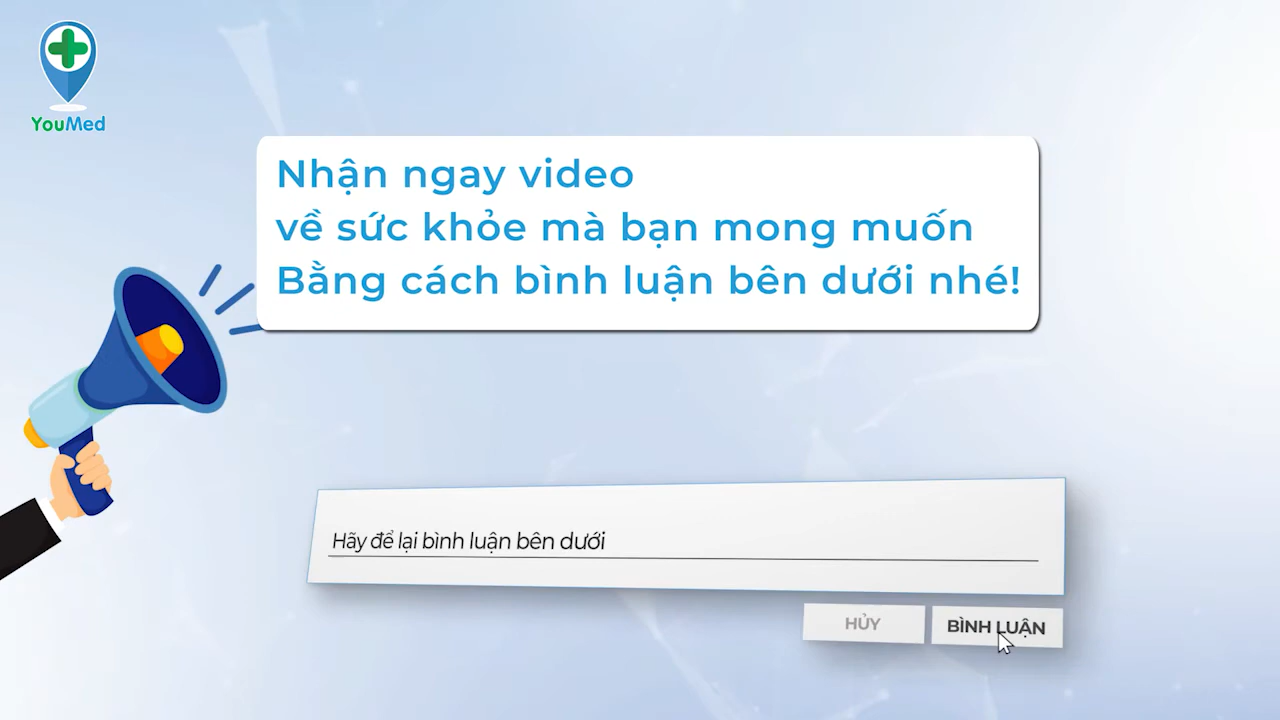 YouMed
Nhận ngay video
về sức khỏe mà bạn mong muốn
Bằng cách bình luận bên dưới nhé!
Hãy để lại bình luận bên dưới
HỦY
BÌNH LUẬN